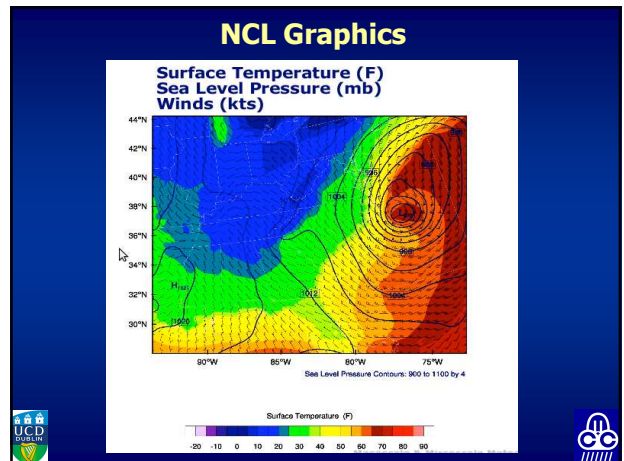 NCL Graphics
Surface Temperature (F)
Sea Level Pressure (mb)
Winds (kts)
44°N
42°N
40°N
38°N
36°N
34°N
32°N
30°N
996
1004
1012
1004
1020
H
90°W 85°W 80°W 75°W
Sea Level Pressure Contours: 900 to 1100 by 4
Surface Temperature (F)
-20 -10 0 10 20 30 40 50 60 70 80 90
UCD
DUBLIN